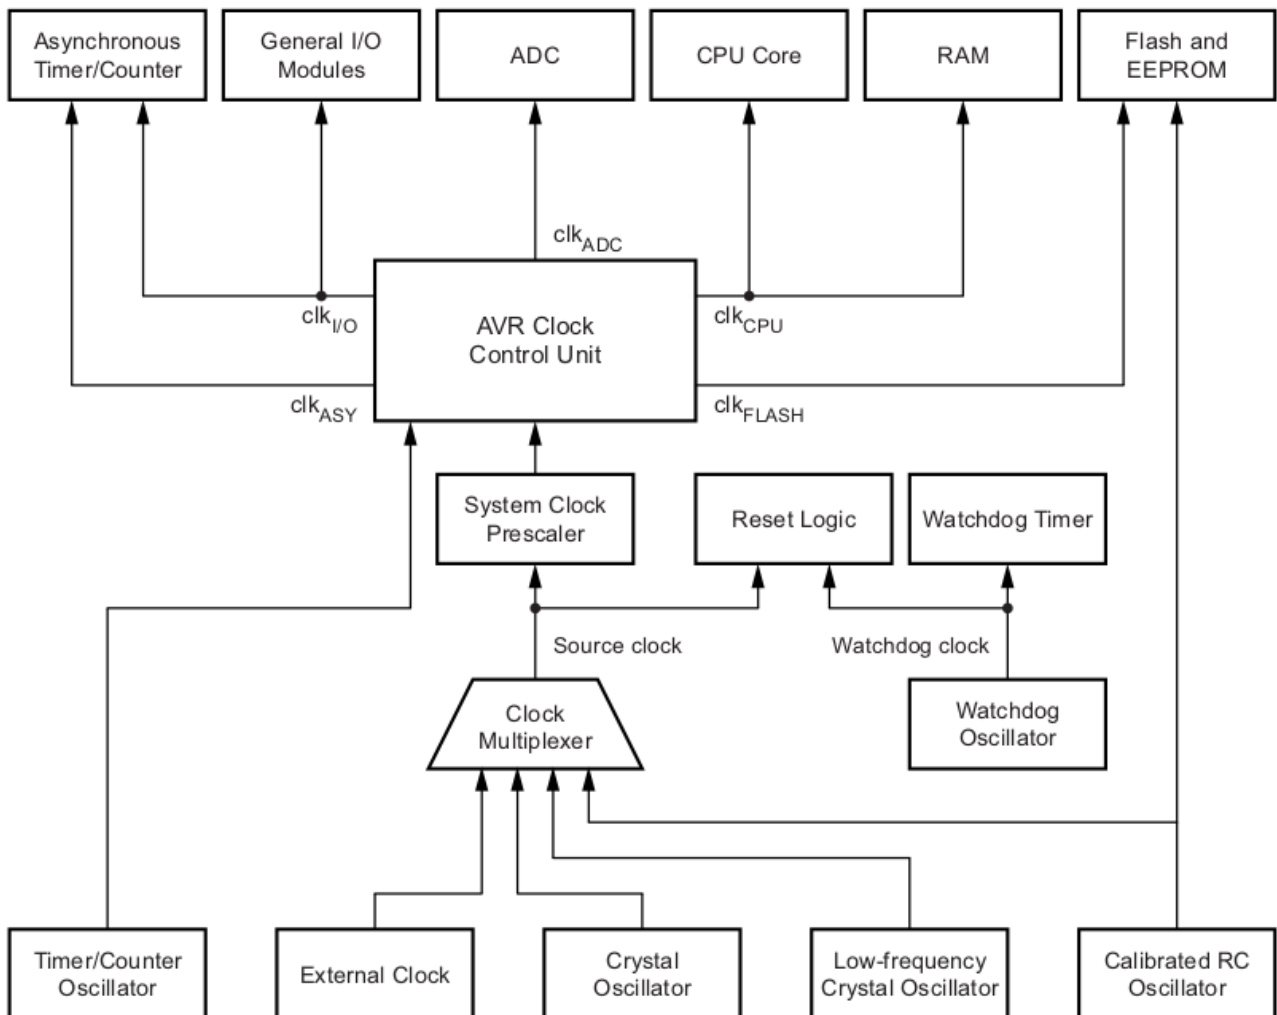 Asynchronous
Timer/Counter
General I/O
Modules
ADC
CPU Core
RAM
Flash and
EEPROM
clkADC
clkI/O
AVR Clock
Control Unit
clkCPU
clkASY
clkFLASH
System Clock
Prescaler
Reset Logic
Watchdog Timer
Source clock
Watchdog clock
Clock
Multiplexer
Watchdog
Oscillator
Timer/Counter
Oscillator
External Clock
Crystal
Oscillator
Low-frequency
Crystal Oscillator
Calibrated RC
Oscillator